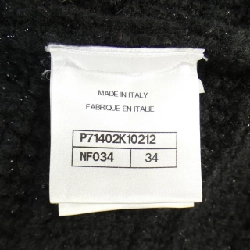 MADE IN ITALY
FABRIQUE EN ITALIE
P71402K10212
NF034 34